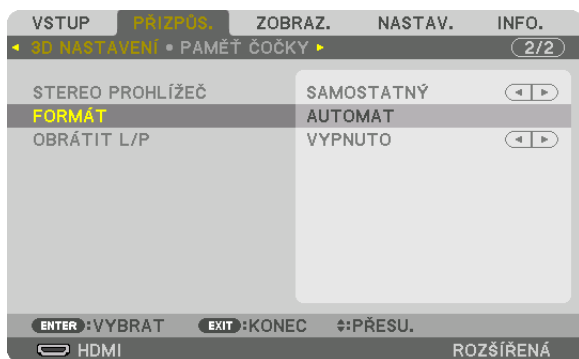 VSTUP PŘIZPŮS. ZOBRAZ. NASTAV. INFO.
3D NASTAVENÍ • PAMĚŤ ČOČKY 2/2
STEREO PROHLÍŽEČ SAMOSTATNÝ
FORMÁT AUTOMAT
OBRÁTIT L/P VYPNUTO
ENTER :VYBRAT EXIT :KONEC :PŘESU.
HDMI ROZŠÍŘENÁ